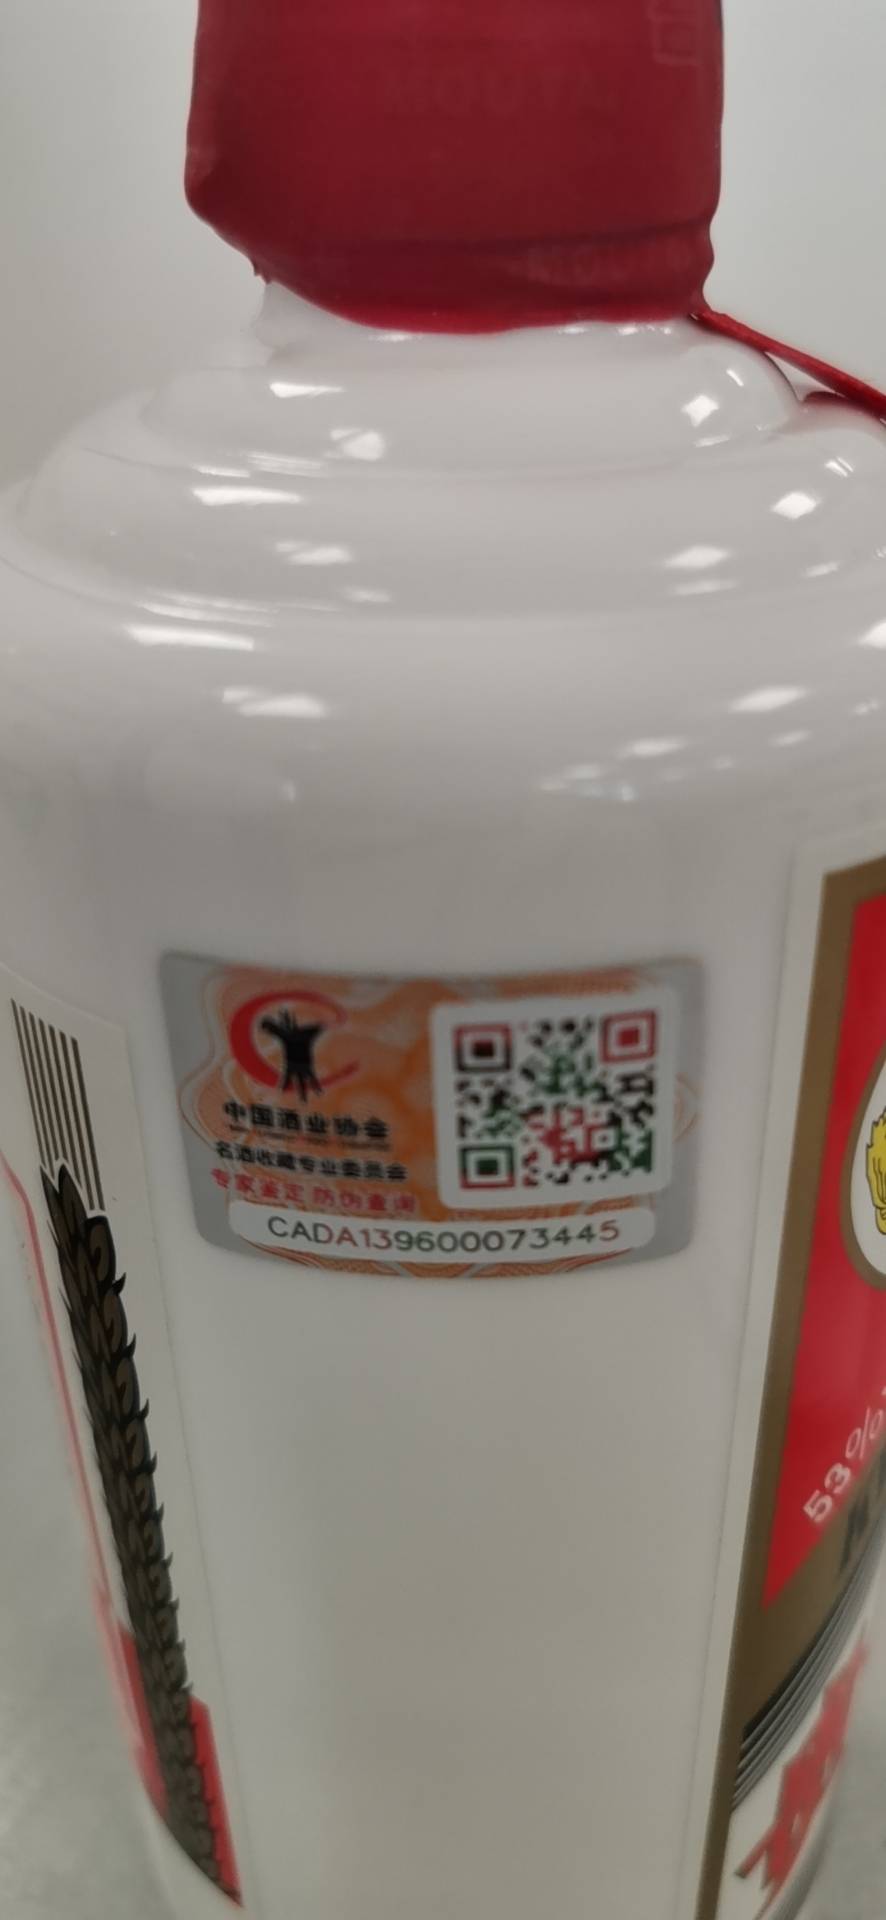 MOUTAI
中国酒业协会
名酒收藏专业委员会
专家鉴定 防伪查询
CADA139600073445
53%